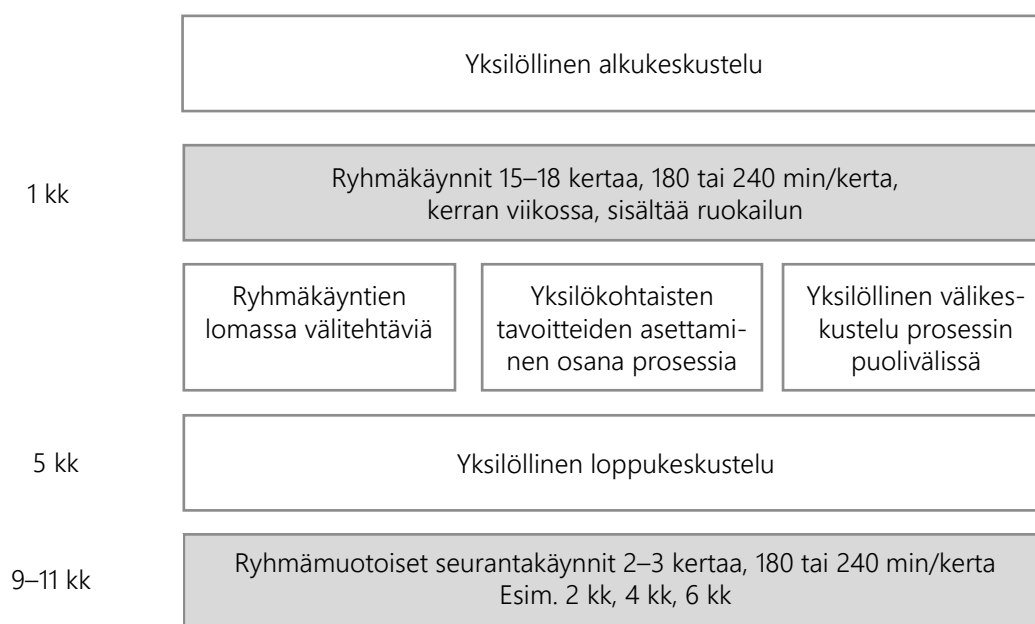 Yksilöllinen alkukeskustelu
1 kk
Ryhmäkäynnit 15–18 kertaa, 180 tai 240 min/kerta,
kerran viikossa, sisältää ruokailun
Ryhmäkäyntien
lomassa välitehtäviä
Yksilökohtaisten
tavoitteiden asettami-
nen osana prosessia
Yksilöllinen välikes-
kustelu prosessin
puolivälissä
5 kk
Yksilöllinen loppukeskustelu
9–11 kk
Ryhmämuotoiset seurantakäynnit 2–3 kertaa, 180 tai 240 min/kerta
Esim. 2 kk, 4 kk, 6 kk